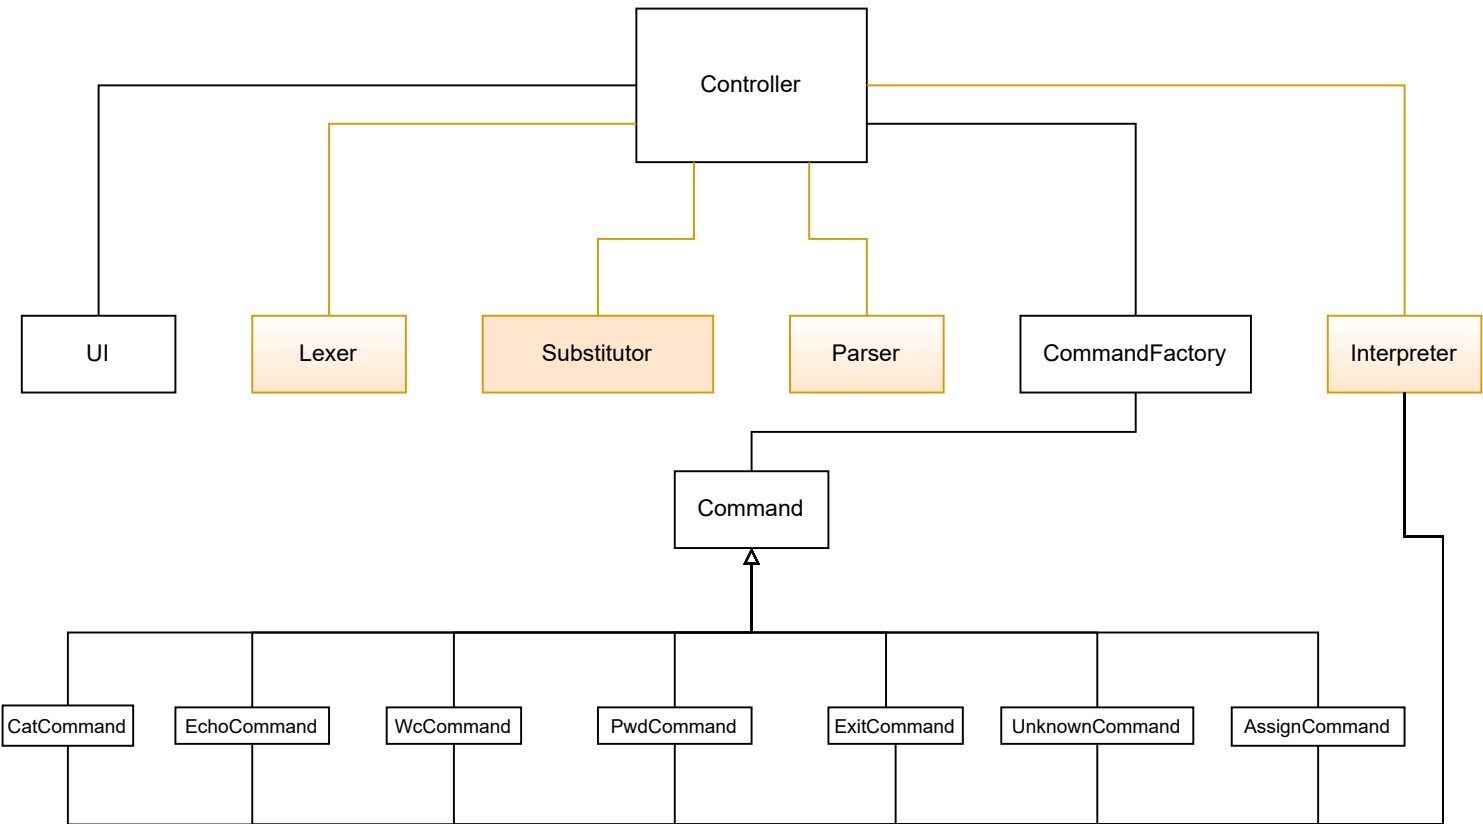 Controller
UI
Lexer
Substitutor
Parser
CommandFactory
Interpreter
Command
CatCommand
EchoCommand
WcCommand
PwdCommand
ExitCommand
UnknownCommand
AssignCommand